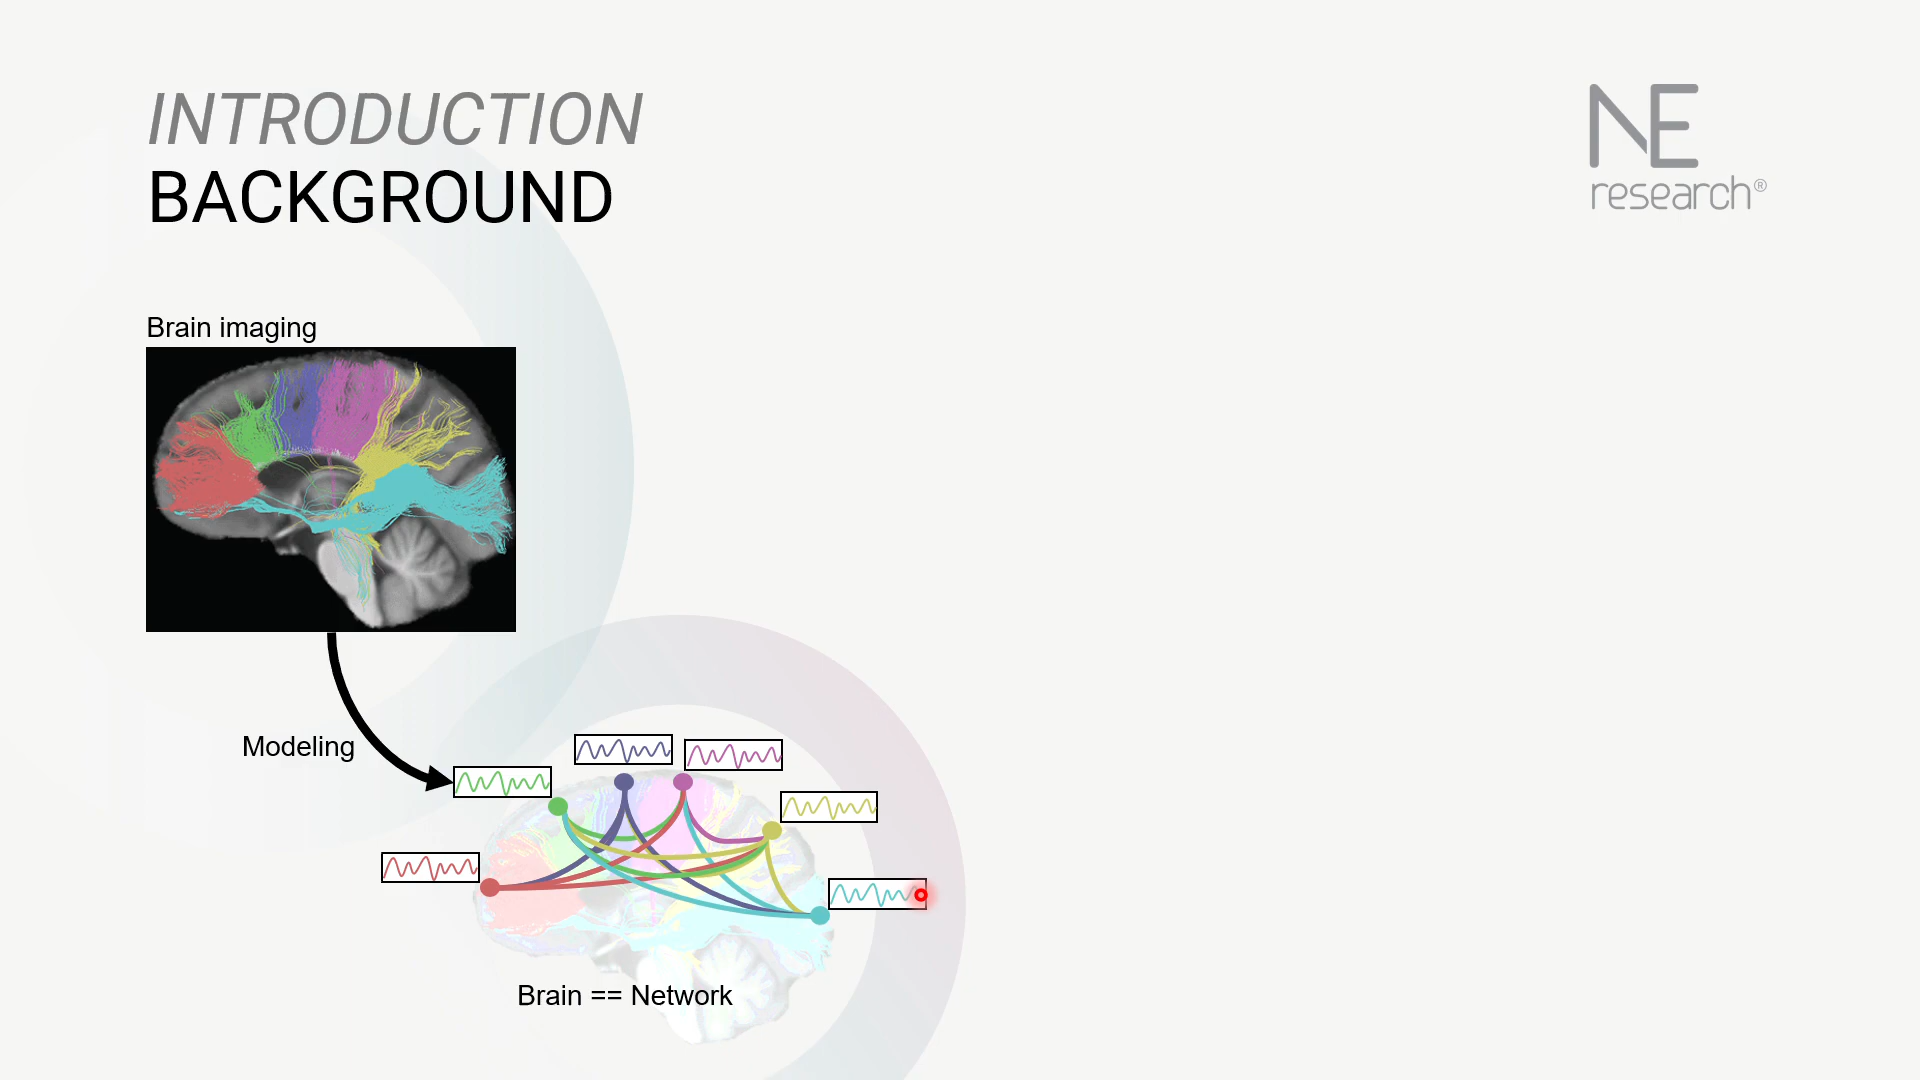 INTRODUCTION
BACKGROUND
NE
research®
Brain imaging
Modeling
Brain == Network